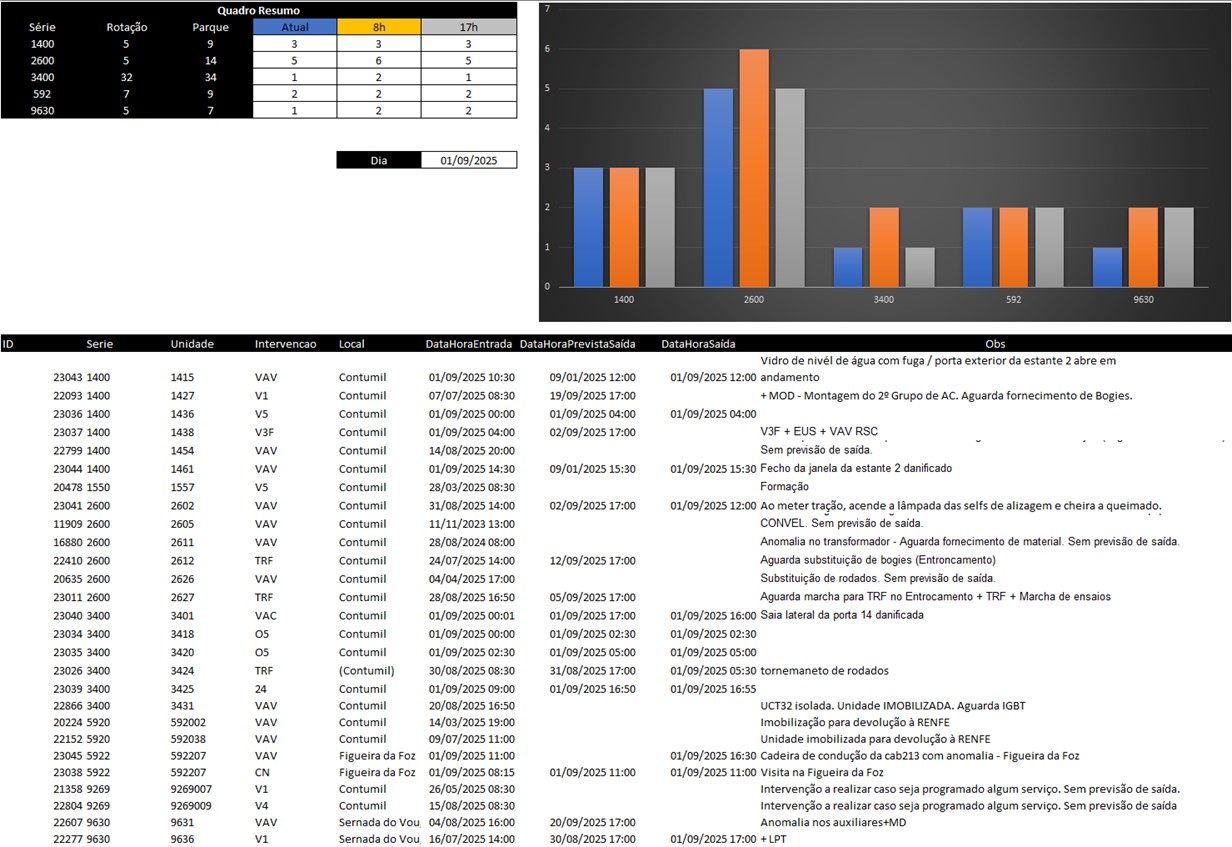 Quadro Resumo
Série Rotação Parque Atual 8h 17h
1400 5 9 3 3 3
2600 5 14 5 6 5
3400 32 34 1 2 1
592 7 9 2 2 2
9630 5 7 1 2 2
Dia 01/09/2025
7
6
5
4
3
2
1
0
1400 2600 3400 592 9630
ID Serie Unidade Intervencao Local DataHoraEntrada DataHoraPrevistaSaída DataHoraSaída Obs
23043 1400 1415 VAV Contumil 01/09/2025 10:30 09/01/2025 12:00 01/09/2025 12:00 Vidro de nivél de água com fuga / porta exterior da estante 2 abre em
andamento
22093 1400 1427 V1 Contumil 07/07/2025 08:30 19/09/2025 17:00 + MOD - Montagem do 2º Grupo de AC. Aguarda fornecimento de Bogies.
23036 1400 1436 V5 Contumil 01/09/2025 00:00 01/09/2025 04:00 01/09/2025 04:00
23037 1400 1438 V3F Contumil 01/09/2025 04:00 02/09/2025 17:00 V3F + EUS + VAV RSC
22799 1400 1454 VAV Contumil 14/08/2025 20:00 Sem previsão de saída.
23044 1400 1461 VAV Contumil 01/09/2025 14:30 09/01/2025 15:30 01/09/2025 15:30 Fecho da janela da estante 2 danificado
20478 1550 1557 V5 Contumil 28/03/2025 08:30 Formação
23041 2600 2602 VAV Contumil 31/08/2025 14:00 02/09/2025 17:00 01/09/2025 12:00 Ao meter tração, acende a lâmpada das selfs de alizagem e cheira a queimado.
11909 2600 2605 VAV Contumil 11/11/2023 13:00 CONVEL. Sem previsão de saída.
16880 2600 2611 VAV Contumil 28/08/2024 08:00 Anomalia no transformador - Aguarda fornecimento de material. Sem previsão de saída.
22410 2600 2612 TRF Contumil 24/07/2025 14:00 12/09/2025 17:00 Aguarda substituição de bogies (Entroncamento)
20635 2600 2626 VAV Contumil 04/04/2025 17:00 Substituição de rodados. Sem previsão de saída.
23011 2600 2627 TRF Contumil 28/08/2025 16:50 05/09/2025 17:00 Aguarda marcha para TRF no Entrocamento + TRF + Marcha de ensaios
23040 3400 3401 VAC Contumil 01/09/2025 00:01 01/09/2025 16:00 Saia lateral da porta 14 danificada
23034 3400 3418 O5 Contumil 01/09/2025 00:00 01/09/2025 02:30 01/09/2025 02:30
23035 3400 3420 O5 Contumil 01/09/2025 02:30 01/09/2025 05:00 01/09/2025 05:00
23026 3400 3424 TRF (Contumil) 30/08/2025 08:30 31/08/2025 17:00 01/09/2025 05:30 tornemaneto de rodados
23039 3400 3425 24 Contumil 01/09/2025 09:00 01/09/2025 16:50 01/09/2025 16:55
22866 3400 3431 VAV Contumil 20/08/2025 16:50 UCT32 isolada. Unidade IMOBILIZADA. Aguarda IGBT
20224 5920 592002 VAV Contumil 14/03/2025 19:00 Imobilização para devolução à RENFE
22152 5920 592038 VAV Contumil 09/07/2025 11:00 Unidade imobilizada para devolução à RENFE
23045 5922 592207 VAV Figueira da Foz 01/09/2025 11:00 01/09/2025 16:30 Cadeira de condução da cab213 com anomalia - Figueira da Foz
23038 5922 592207 CN Figueira da Foz 01/09/2025 08:15 01/09/2025 11:00 01/09/2025 11:00 Visita na Figueira da Foz
21358 9269 9269007 V1 Contumil 26/05/2025 08:30 Intervenção a realizar caso seja programado algum serviço. Sem previsão de saída.
22804 9269 9269009 V4 Contumil 15/08/2025 08:30 Intervenção a realizar caso seja programado algum serviço. Sem previsão de saída
22607 9630 9631 VAV Sernada do Vou 04/08/2025 16:00 20/09/2025 17:00 Anomalia nos auxiliares+MD
22277 9630 9636 V1 Sernada do Vou 16/07/2025 14:00 30/08/2025 17:00 01/09/2025 17:00 + LPT